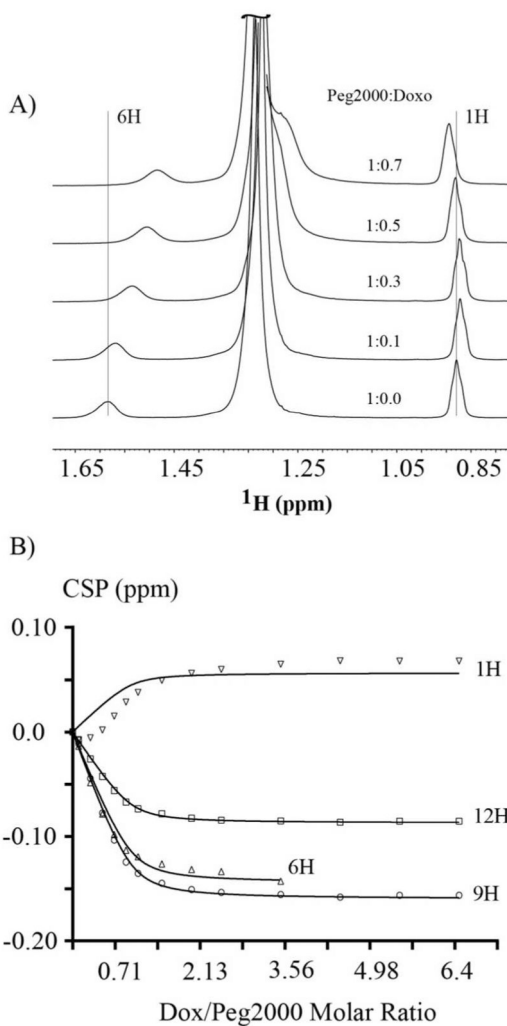 A)
Peg2000:Doxo
6H
1H
1:0.7
1:0.5
1:0.3
1:0.1
1:0.0
1.65 1.45 1.25 1.05 0.85
1H (ppm)
B)
CSP (ppm)
0.10
1H
0.0
12H
-0.10
6H
9H
-0.20
0.71 2.13 3.56 4.98 6.4
Dox/Peg2000 Molar Ratio